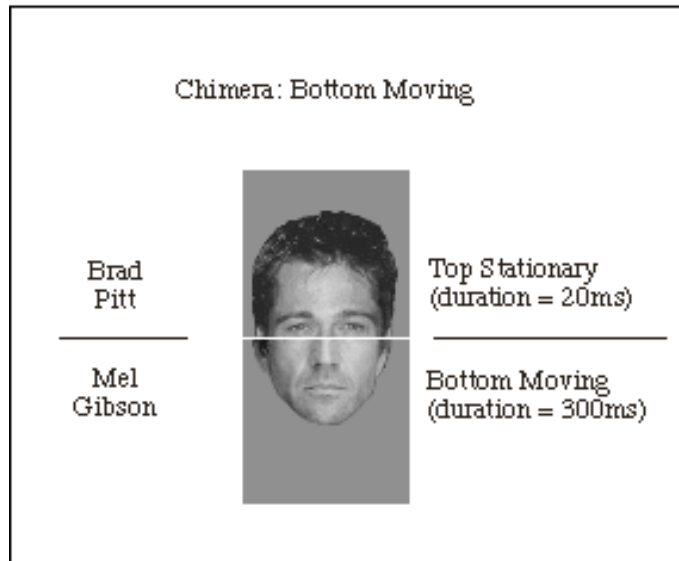 Chimera: Bottom Moving
Brad
Pitt
Top Stationary
(duration = 20ms)
Mel
Gibson
Bottom Moving
(duration = 300ms)